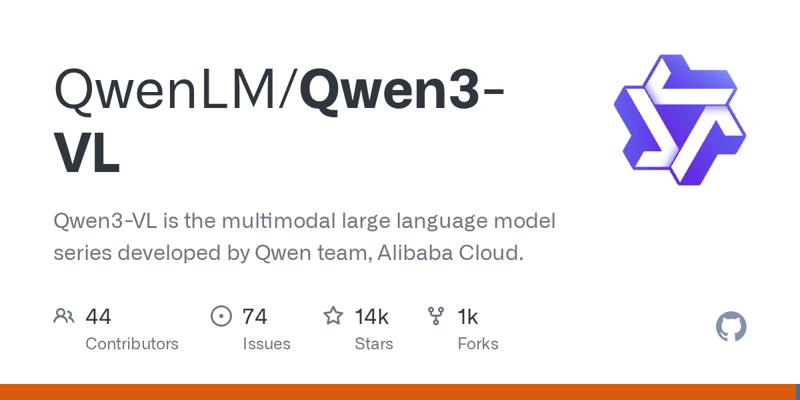 QwenLM/Qwen3-
VL
Qwen3-VL is the multimodal large language model
series developed by Qwen team, Alibaba Cloud.
44 74 14k 1k
Contributors Issues Stars Forks